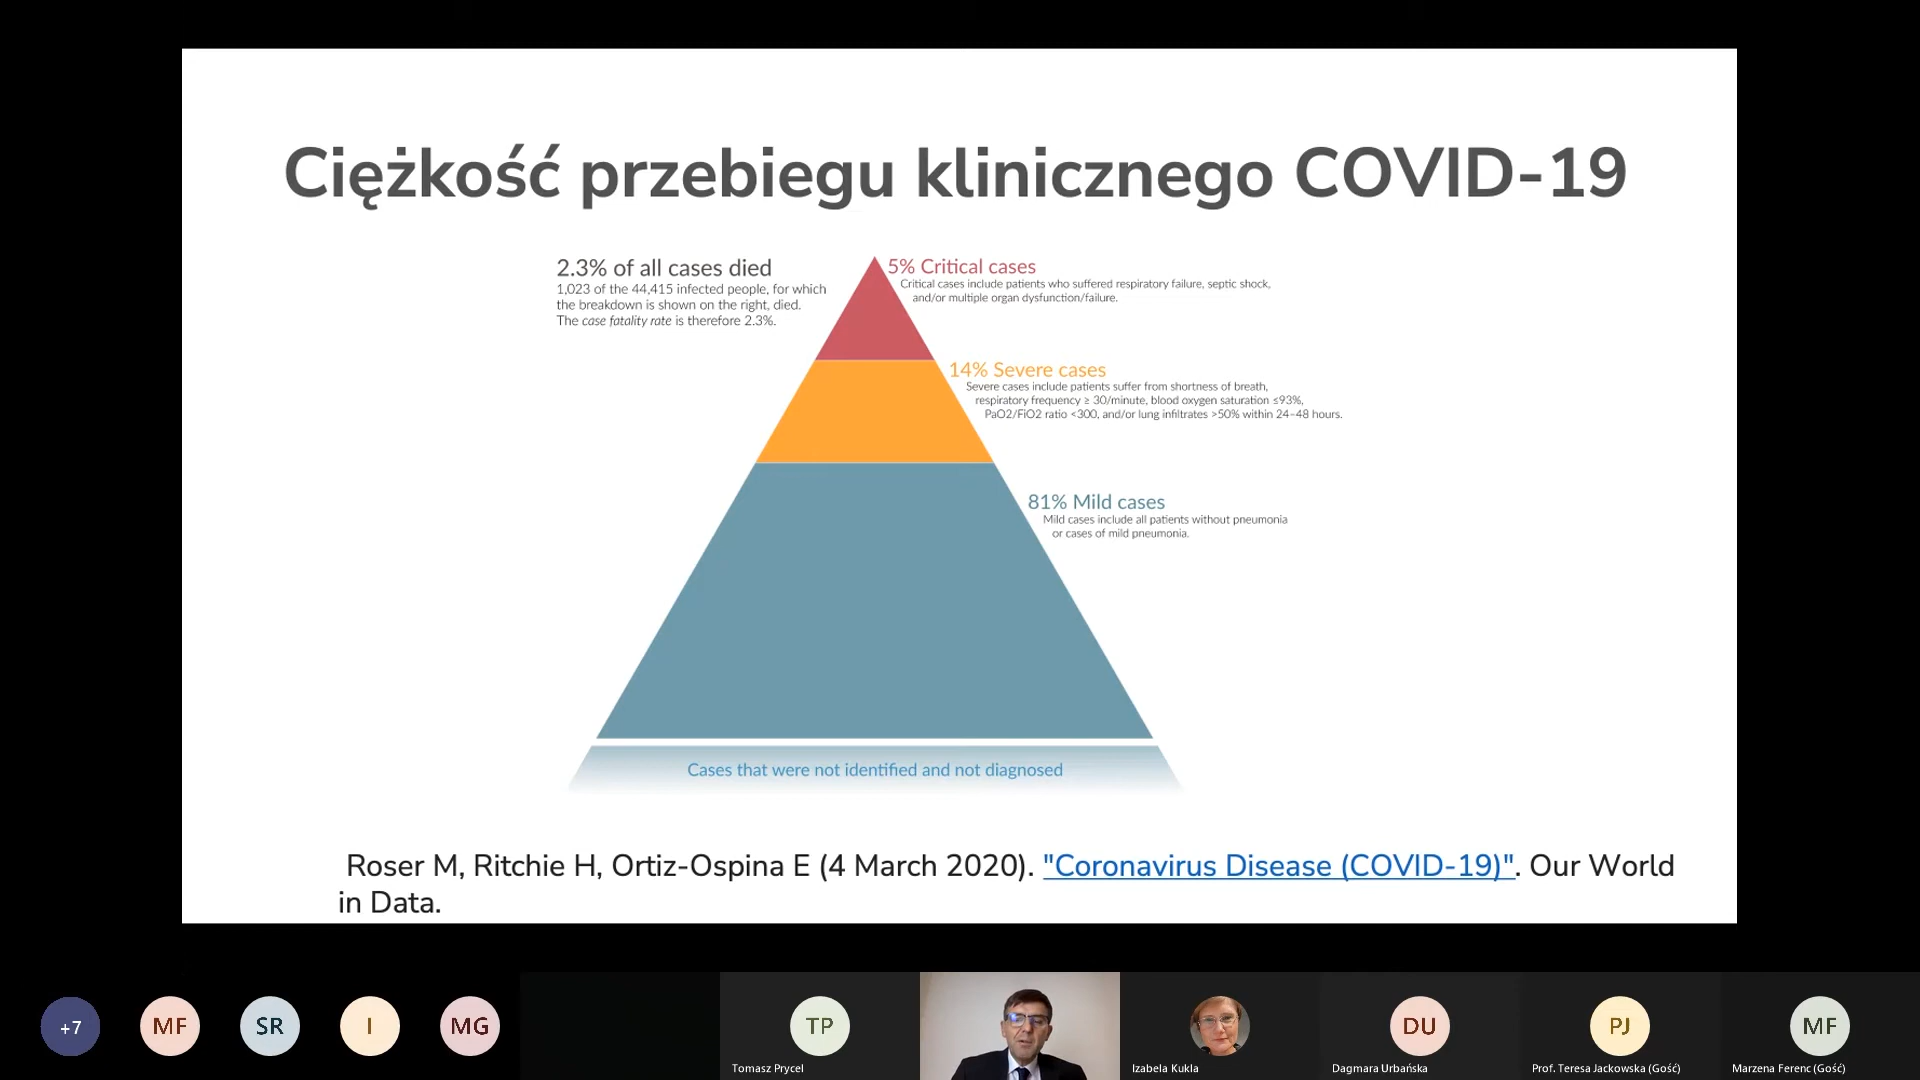 Ciężkość przebiegu klinicznego COVID-19
2.3% of all cases died
1,023 of the 44,415 infected people, for which
the breakdown is shown on the right, died.
The case fatality rate is therefore 2.3%.
5% Critical cases
Critical cases include patients who suffered respiratory failure, septic shock,
and/or multiple organ dysfunction/failure.
14% Severe cases
Severe cases include patients suffer from shortness of breath,
respiratory frequency ≥ 30/minute, blood oxygen saturation ≤93%,
PaO2/FiO2 ratio <300, and/or lung infiltrates >50% within 24–48 hours.
81% Mild cases
Mild cases include all patients without pneumonia
or cases of mild pneumonia.
Cases that were not identified and not diagnosed
Roser M, Ritchie H, Ortiz-Ospina E (4 March 2020). "Coronavirus Disease (COVID-19)". Our World
in Data.
+7
MF
SR
I
MG
TP
Tomasz Prycel
Izabela Kukla
DU
Dagmara Urbańska
PJ
Prof. Teresa Jackowska (Gość)
MF
Marzena Ferenc (Gość)